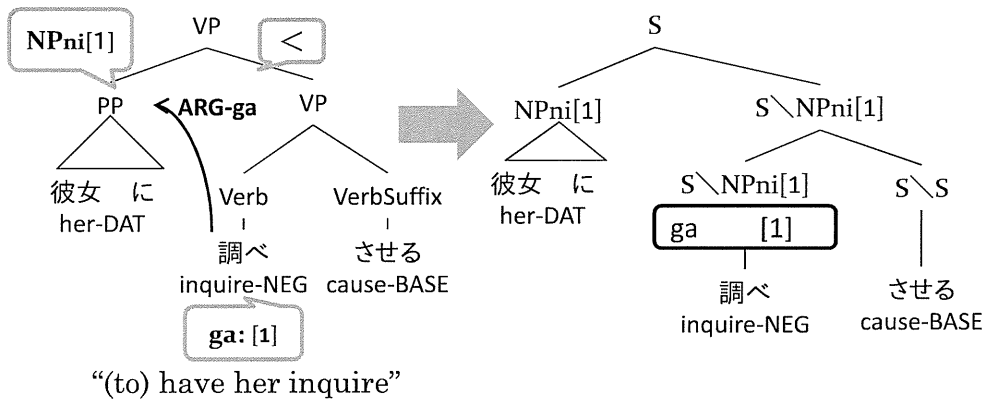 NPni[1]
VP
<
PP
ARG-ga
VP
彼女 に
her-DAT
Verb
VerbSuffix
調べ
させる
inquire-NEG
cause-BASE
ga: [1]
“(to) have her inquire”
S
NPni[1]
S\NPni[1]
彼女 に
her-DAT
S\NPni[1]
S\S
ga [1]
調べ
させる
inquire-NEG
cause-BASE